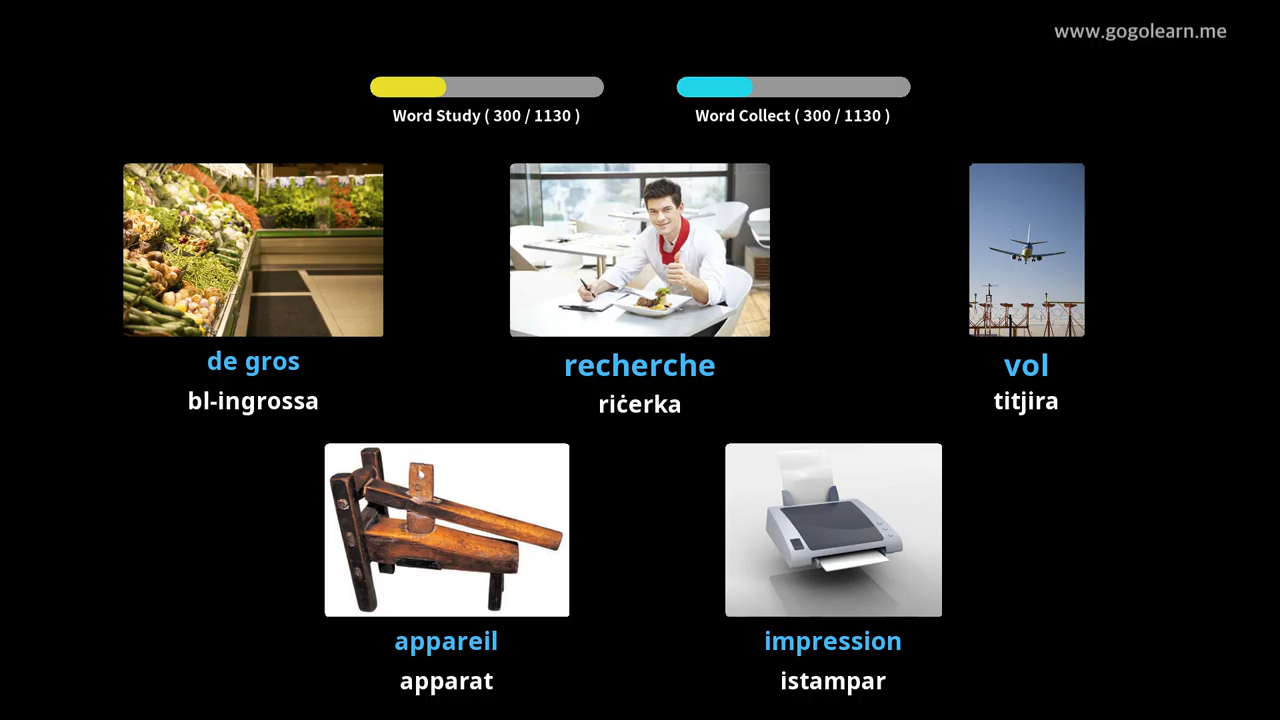 www.gogolearn.me
Word Study ( 300 / 1130 )
Word Collect ( 300 / 1130 )
de gros
bl-ingrossa
recherche
riċerka
vol
titjira
appareil
apparat
impression
istampar